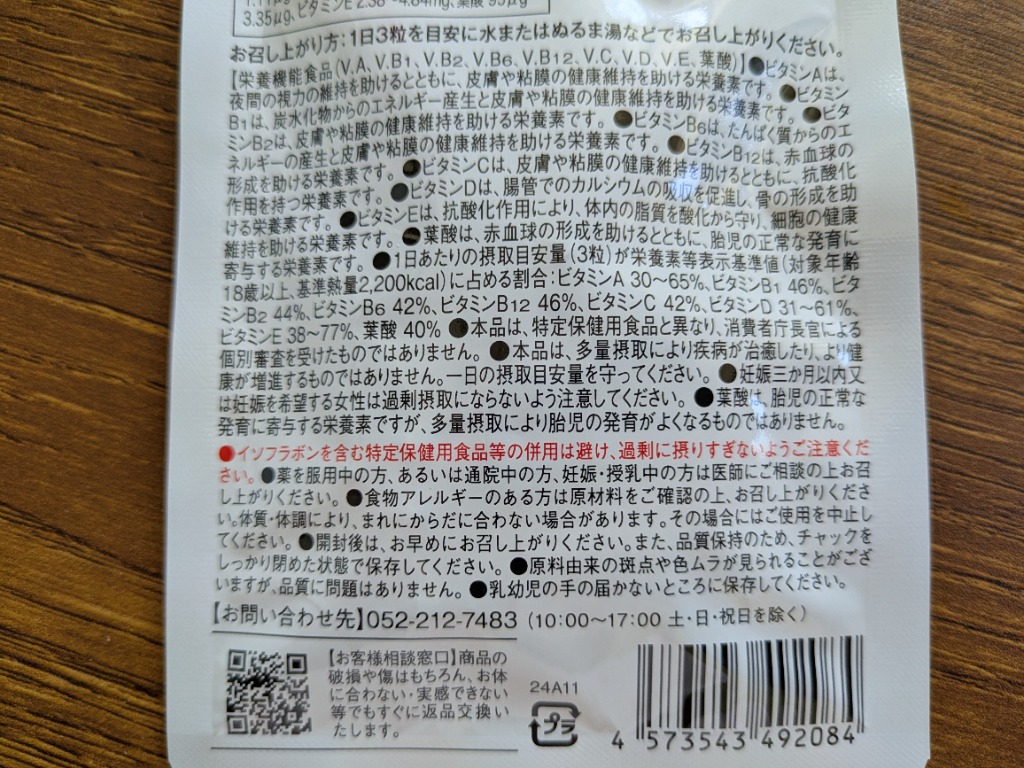 3.35μg、ビタミンE 2.38~4.84mg、葉酸 95μg
お召し上がり方:1日3粒を目安に水またはぬるま湯などでお召し上がりください。
【栄養機能食品(V.A、V.B1、V.B2、V.B6、V.B12、V.C、V.D、V.E、葉酸)】●ビタミンAは、
夜間の視力の維持を助けるとともに、皮膚や粘膜の健康維持を助ける栄養素です。●ビタミン
B1は、炭水化物からのエネルギー産生と皮膚や粘膜の健康維持を助ける栄養素です。●ビタ
ミンB2は、皮膚や粘膜の健康維持を助ける栄養素です。●ビタミンB6は、たんぱく質からのエ
ネルギーの産生と皮膚や粘膜の健康維持を助ける栄養素です。●ビタミンB12は、赤血球の
形成を助ける栄養素です。●ビタミンCは、皮膚や粘膜の健康維持を助けるとともに、抗酸化
作用を持つ栄養素です。●ビタミンDは、腸管でのカルシウムの吸収を促進し、骨の形成を助
ける栄養素です。●ビタミンEは、抗酸化作用により、体内の脂質を酸化から守り、細胞の健康
維持を助ける栄養素です。●葉酸は、赤血球の形成を助けるとともに、胎児の正常な発育に
寄与する栄養素です。●1日あたりの摂取目安量(3粒)が栄養素等表示基準値(対象年齢
18歳以上、基準熱量2,200kcal)に占める割合:ビタミンA 30~65%、ビタミンB1 46%、ビタ
ミンB2 44%、ビタミンB6 42%、ビタミンB12 46%、ビタミンC 42%、ビタミンD 31~61%、
ビタミンE 38~77%、葉酸 40% ●本品は、特定保健用食品と異なり、消費者庁長官による
個別審査を受けたものではありません。●本品は、多量摂取により疾病が治癒したり、より健
康が増進するものではありません。一日の摂取目安量を守ってください。●妊娠三か月以内又
は妊娠を希望する女性は過剰摂取にならないよう注意してください。●葉酸は、胎児の正常な
発育に寄与する栄養素ですが、多量摂取により胎児の発育がよくなるものではありません。
●イソフラボンを含む特定保健用食品等の併用は避け、過剰に摂りすぎないようご注意くだ
さい。●薬を服用中の方、あるいは通院中の方、妊娠・授乳中の方は医師にご相談の上お召
し上がりください。●食物アレルギーのある方は原材料をご確認の上、お召し上がりくださ
い。体質・体調により、まれにからだに合わない場合があります。その場合にはご使用を中止し
てください。●開封後は、お早めにお召し上がりください。また、品質保持のため、チャックを
しっかり閉めた状態で保存してください。●原料由来の斑点や色ムラが見られることがござ
いますが、品質に問題はありません。●乳幼児の手の届かないところに保存してください。
【お問い合わせ先】052-212-7483(10:00~17:00 土・日・祝日を除く)
【お客様相談窓口】商品の
破損や傷はもちろん、お体
に合わない・実感できない
等でもすぐに返品交換い
たします。
24A11
プラ
4 573543 492084